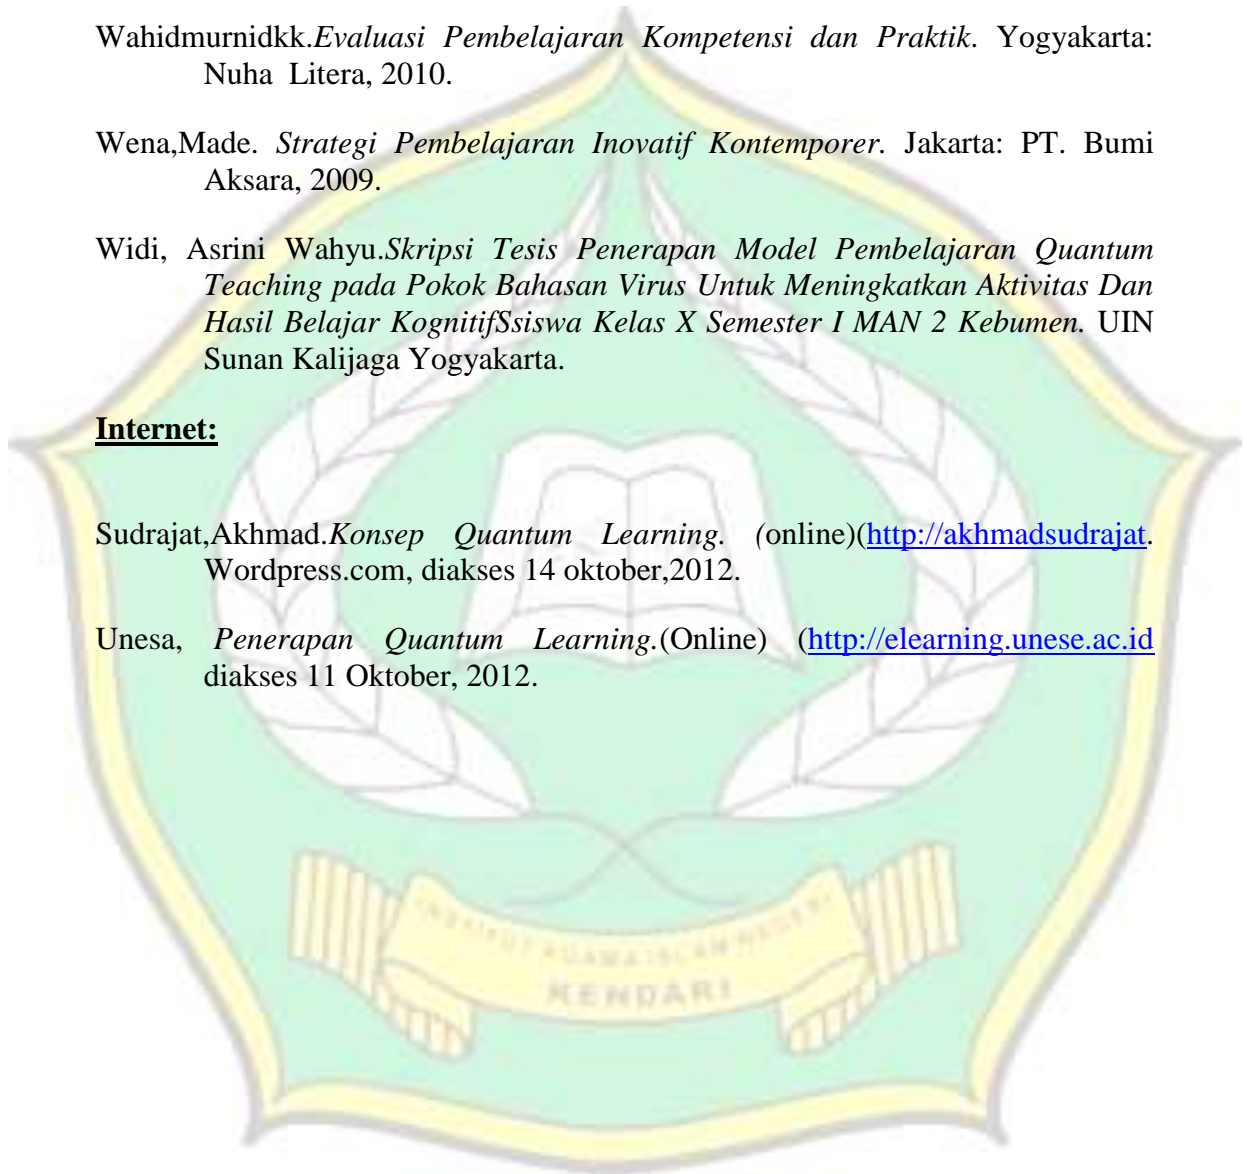 Wahidmurnidkk.Evaluasi Pembelajaran Kompetensi dan Praktik. Yogyakarta:
Nuha Litera, 2010.
Wena,Made. Strategi Pembelajaran Inovatif Kontemporer. Jakarta: PT. Bumi
Aksara, 2009.
Widi, Asrini Wahyu.Skripsi Tesis Penerapan Model Pembelajaran Quantum
Teaching pada Pokok Bahasan Virus Untuk Meningkatkan Aktivitas Dan
Hasil Belajar KognitifSsiswa Kelas X Semester I MAN 2 Kebumen. UIN
Sunan Kalijaga Yogyakarta.
Internet:
Sudrajat,Akhmad.Konsep Quantum Learning. (online)(http://akhmadsudrajat.
Wordpress.com, diakses 14 oktober,2012.
Unesa, Penerapan Quantum Learning.(Online) (http://elearning.unese.ac.id
diakses 11 Oktober, 2012.
INSTITUT AGAMA ISLAM NEGERI
KENDARI